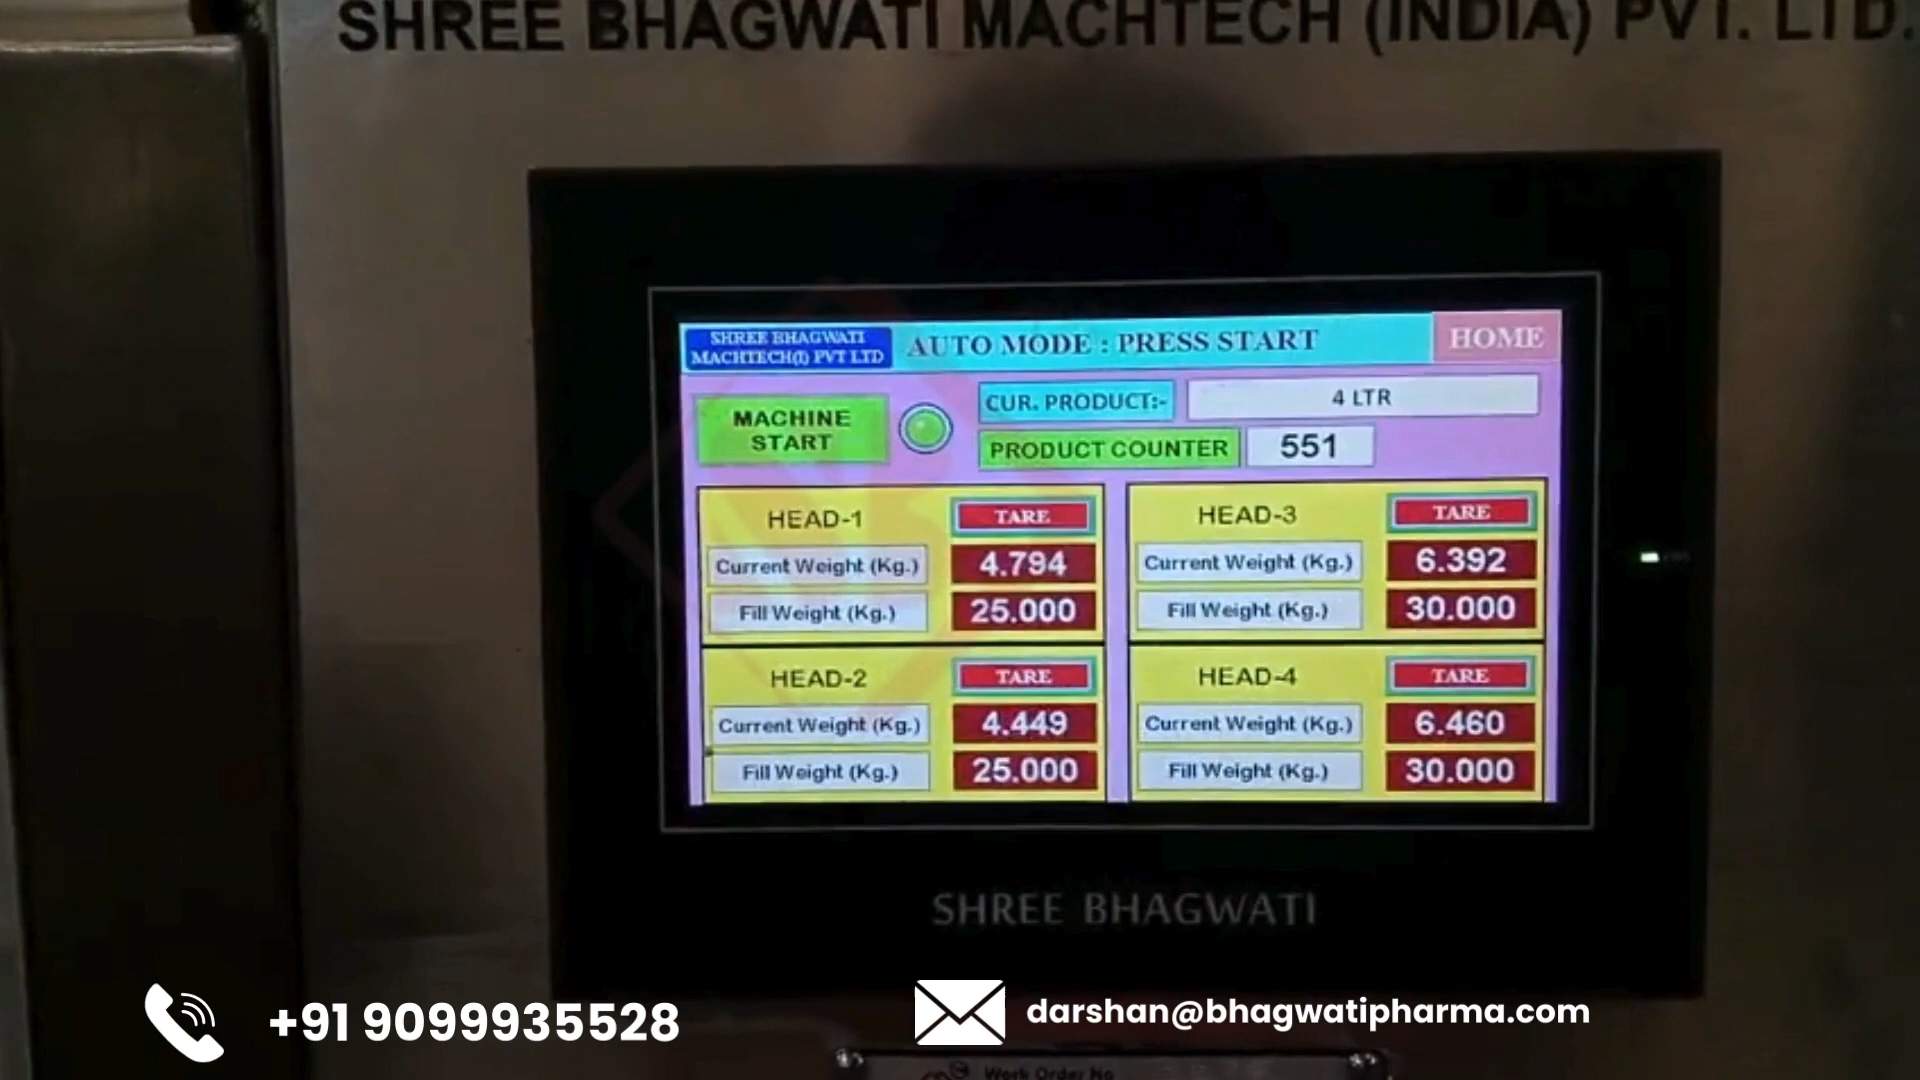 SHREE BHAGWATI MACHTECH (INDIA) PVT. LTD.
SHREE BHAGWATI
MACHTECH(I) PVT LTD
AUTO MODE : PRESS START
HOME
MACHINE
START
CUR. PRODUCT:-
4 LTR
PRODUCT COUNTER
551
HEAD-1
TARE
Current Weight (Kg.)
4.794
Fill Weight (Kg.)
25.000
HEAD-3
TARE
Current Weight (Kg.)
6.392
Fill Weight (Kg.)
30.000
HEAD-2
TARE
Current Weight (Kg.)
4.449
Fill Weight (Kg.)
25.000
HEAD-4
TARE
Current Weight (Kg.)
6.460
Fill Weight (Kg.)
30.000
SHREE BHAGWATI
+91 9099935528
darshan@bhagwatipharma.com
Work Order No